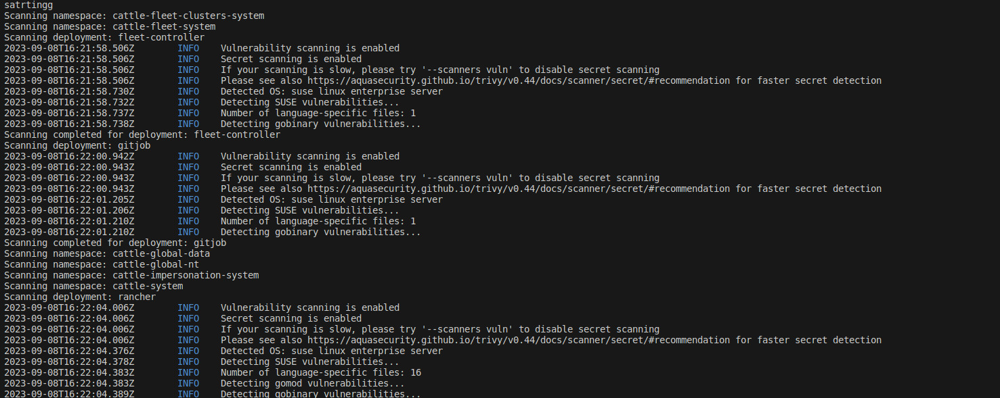 satrtingg
Scanning namespace: cattle-fleet-clusters-system
Scanning namespace: cattle-fleet-system
Scanning deployment: fleet-controller
2023-09-08T16:21:58.506Z INFO Vulnerability scanning is enabled
2023-09-08T16:21:58.506Z INFO Secret scanning is enabled
2023-09-08T16:21:58.506Z INFO If your scanning is slow, please try '--scanners vuln' to disable secret scanning
2023-09-08T16:21:58.506Z INFO Please see also https://aquasecurity.github.io/trivy/v0.44/docs/scanner/secret/#recommendation for faster secret detection
2023-09-08T16:21:58.730Z INFO Detected OS: suse linux enterprise server
2023-09-08T16:21:58.732Z INFO Detecting SUSE vulnerabilities...
2023-09-08T16:21:58.737Z INFO Number of language-specific files: 1
2023-09-08T16:21:58.738Z INFO Detecting gobinary vulnerabilities...
Scanning completed for deployment: fleet-controller
Scanning deployment: gitjob
2023-09-08T16:22:00.942Z INFO Vulnerability scanning is enabled
2023-09-08T16:22:00.943Z INFO Secret scanning is enabled
2023-09-08T16:22:00.943Z INFO If your scanning is slow, please try '--scanners vuln' to disable secret scanning
2023-09-08T16:22:00.943Z INFO Please see also https://aquasecurity.github.io/trivy/v0.44/docs/scanner/secret/#recommendation for faster secret detection
2023-09-08T16:22:01.205Z INFO Detected OS: suse linux enterprise server
2023-09-08T16:22:01.206Z INFO Detecting SUSE vulnerabilities...
2023-09-08T16:22:01.210Z INFO Number of language-specific files: 1
2023-09-08T16:22:01.210Z INFO Detecting gobinary vulnerabilities...
Scanning completed for deployment: gitjob
Scanning namespace: cattle-global-data
Scanning namespace: cattle-global-nt
Scanning namespace: cattle-impersonation-system
Scanning namespace: cattle-system
Scanning deployment: rancher
2023-09-08T16:22:04.006Z INFO Vulnerability scanning is enabled
2023-09-08T16:22:04.006Z INFO Secret scanning is enabled
2023-09-08T16:22:04.006Z INFO If your scanning is slow, please try '--scanners vuln' to disable secret scanning
2023-09-08T16:22:04.006Z INFO Please see also https://aquasecurity.github.io/trivy/v0.44/docs/scanner/secret/#recommendation for faster secret detection
2023-09-08T16:22:04.376Z INFO Detected OS: suse linux enterprise server
2023-09-08T16:22:04.378Z INFO Detecting SUSE vulnerabilities...
2023-09-08T16:22:04.383Z INFO Number of language-specific files: 16
2023-09-08T16:22:04.383Z INFO Detecting gomod vulnerabilities...
2023-09-08T16:22:04.389Z INFO Detecting gobinary vulnerabilities...